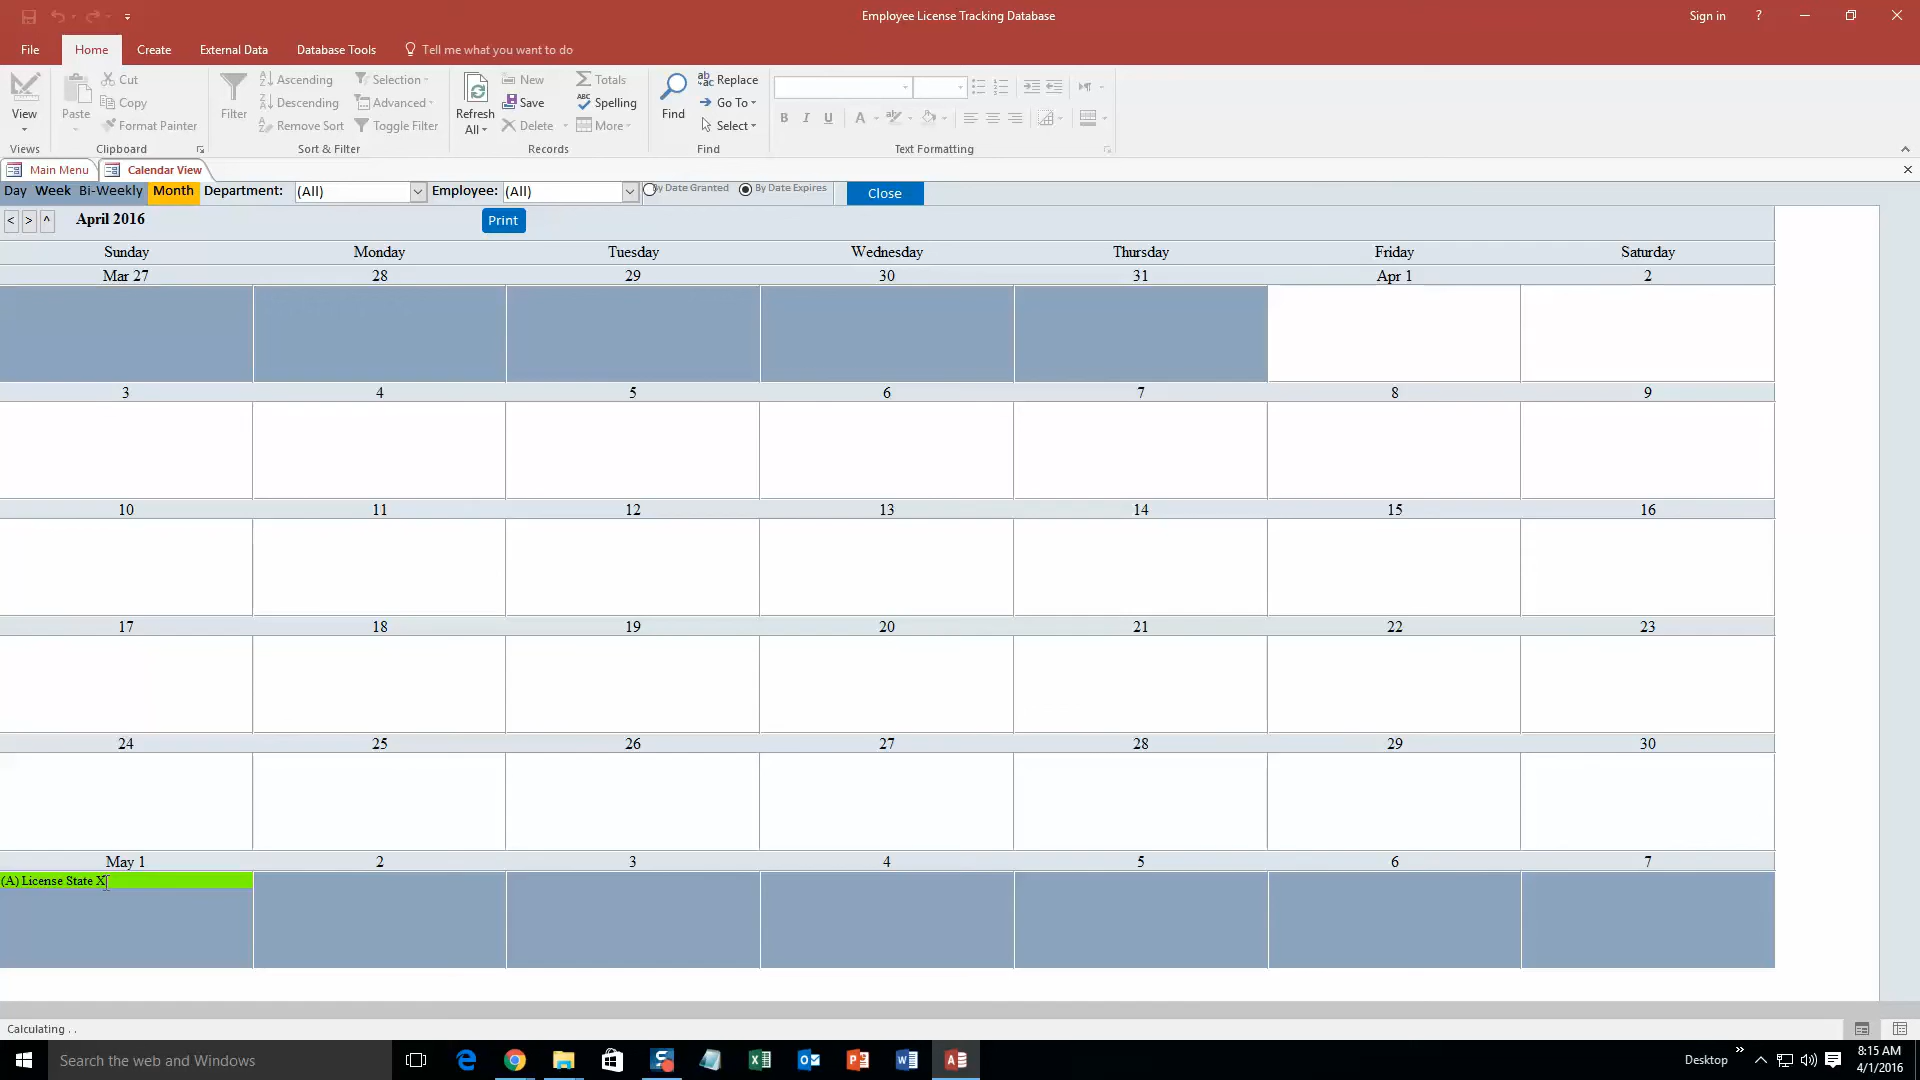 Employee License Tracking Database
Sign in
?
File
Home
Create
External Data
Database Tools
Tell me what you want to do
View
Views
Paste
Cut
Copy
Format Painter
Clipboard
Filter
Ascending
Descending
Remove Sort
Selection
Advanced
Toggle Filter
Sort & Filter
Refresh
All
New
Save
Delete
Totals
Spelling
More
Records
Find
Replace
Go To
Select
Find
B I U A
Text Formatting
Main Menu
Calendar View
Day Week Bi-Weekly Month Department: (All) Employee: (All) By Date Granted By Date Expires Close
< > ^ April 2016 Print
Sunday Monday Tuesday Wednesday Thursday Friday Saturday
Mar 27 28 29 30 31 Apr 1 2
3 4 5 6 7 8 9
10 11 12 13 14 15 16
17 18 19 20 21 22 23
24 25 26 27 28 29 30
May 1 2 3 4 5 6 7
(A) License State X
Calculating . .
Search the web and Windows
Desktop
8:15 AM
4/1/2016